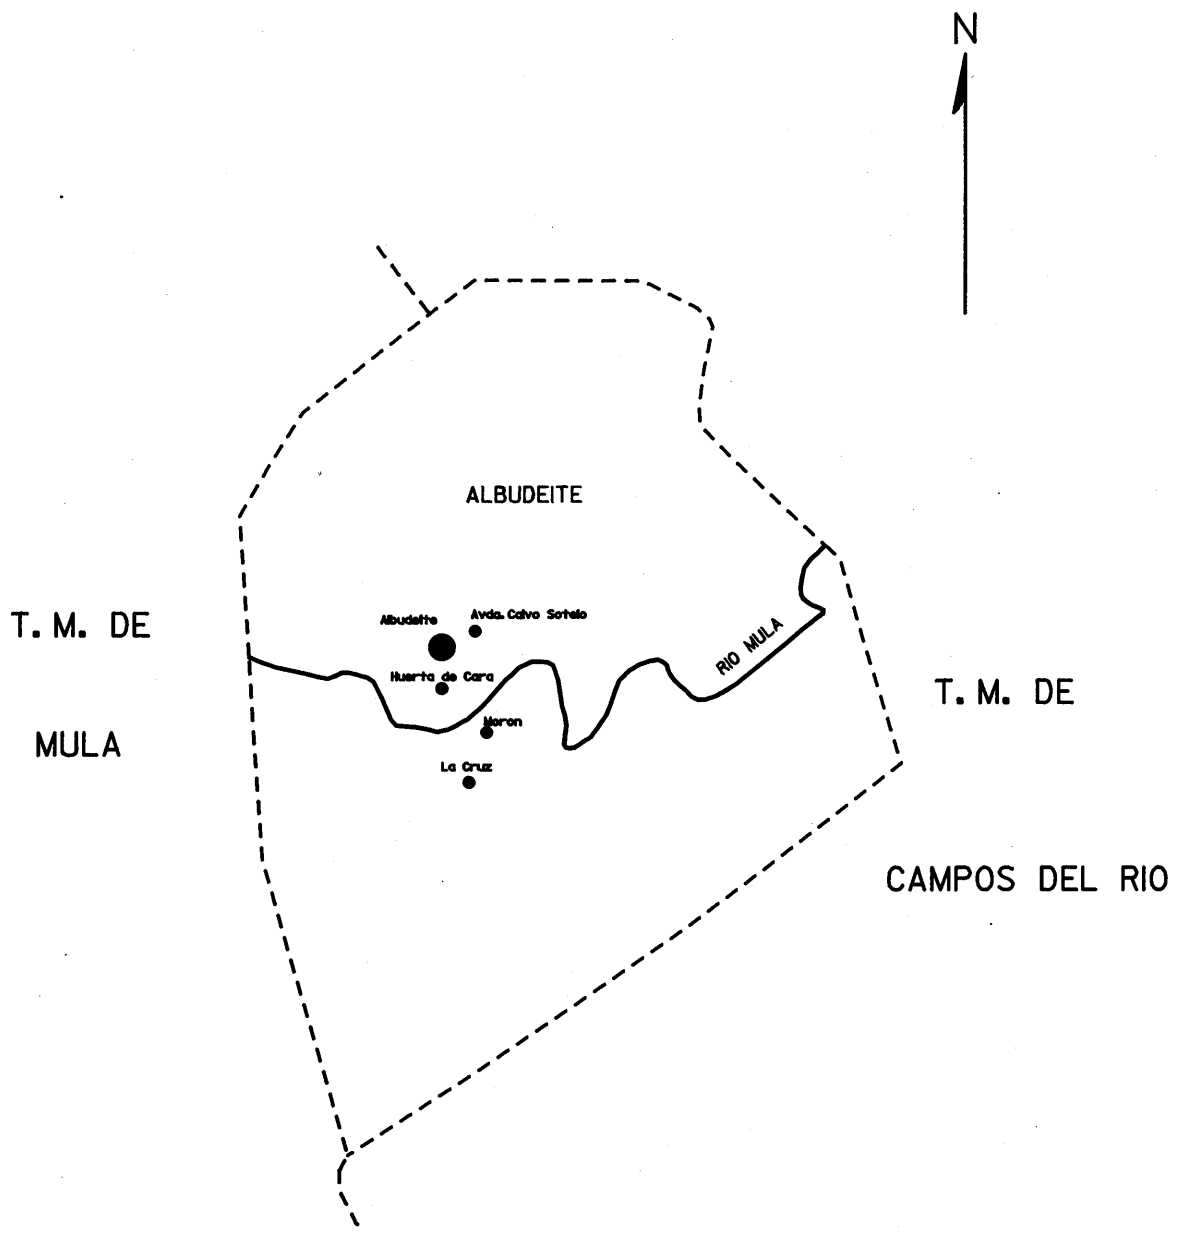 N
ALBUDEITE
T. M. DE
MULA
Albudeite
Avda. Calvo Sotelo
Huerta de Cara
RIO MULA
Moron
La Cruz
T. M. DE
CAMPOS DEL RIO